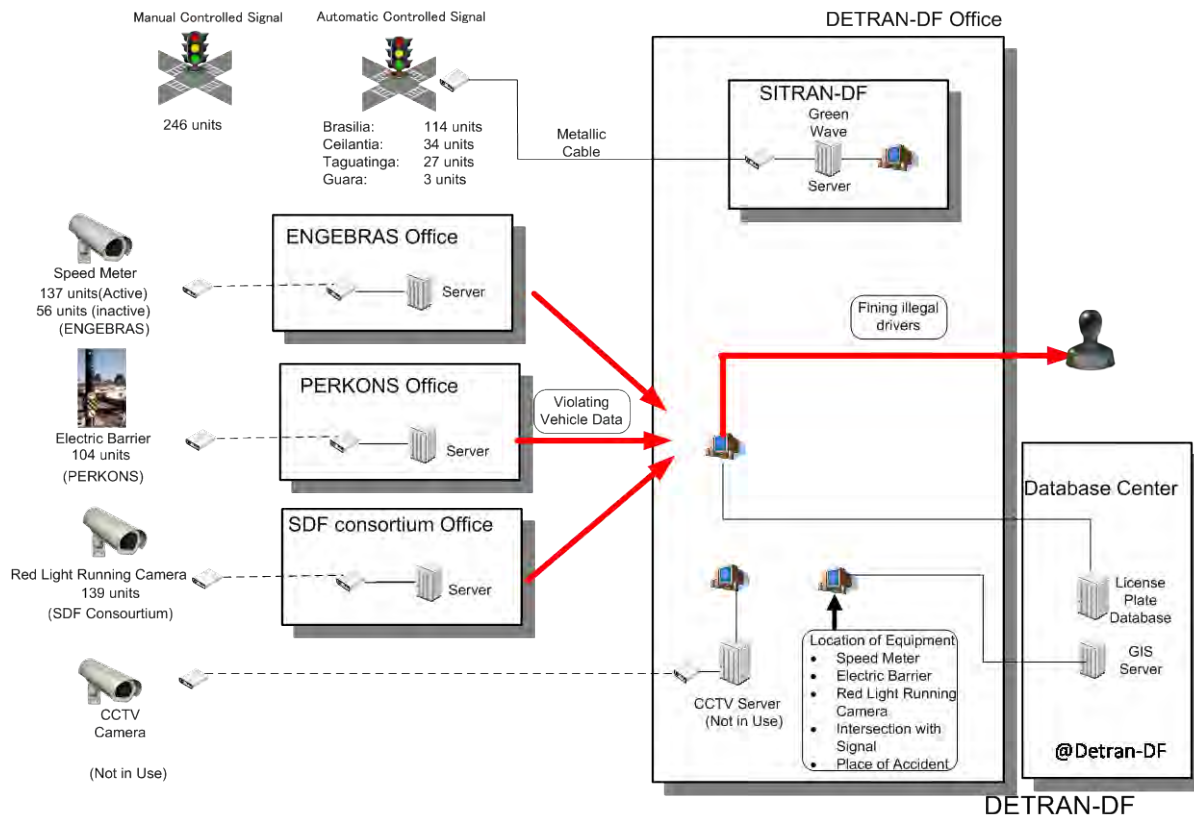 Manual Controlled Signal
246 units
Automatic Controlled Signal
Brasilia: 114 units
Ceilantia: 34 units
Taguatinga: 27 units
Guara: 3 units
Metallic
Cable
DETRAN-DF Office
SITRAN-DF
Green
Wave
Server
Speed Meter
137 units(Active)
56 units (inactive)
(ENGEBRAS)
ENGEBRAS Office
Server
Fining illegal
drivers
Electric Barrier
104 units
(PERKONS)
PERKONS Office
Server
Violating
Vehicle Data
Red Light Running Camera
139 units
(SDF Consourtium)
SDF consortium Office
Server
CCTV
Camera
(Not in Use)
CCTV Server
(Not in Use)
Location of Equipment
• Speed Meter
• Electric Barrier
• Red Light Running
Camera
• Intersection with
Signal
• Place of Accident
Database Center
License
Plate
Database
GIS
Server
@Detran-DF
DETRAN-DF